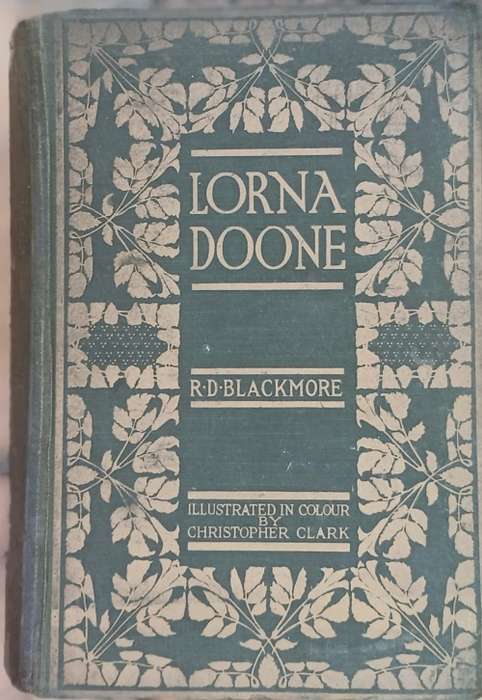 LORNA
DOONE
R·D·BLACKMORE
ILLUSTRATED IN COLOUR
BY
CHRISTOPHER CLARK